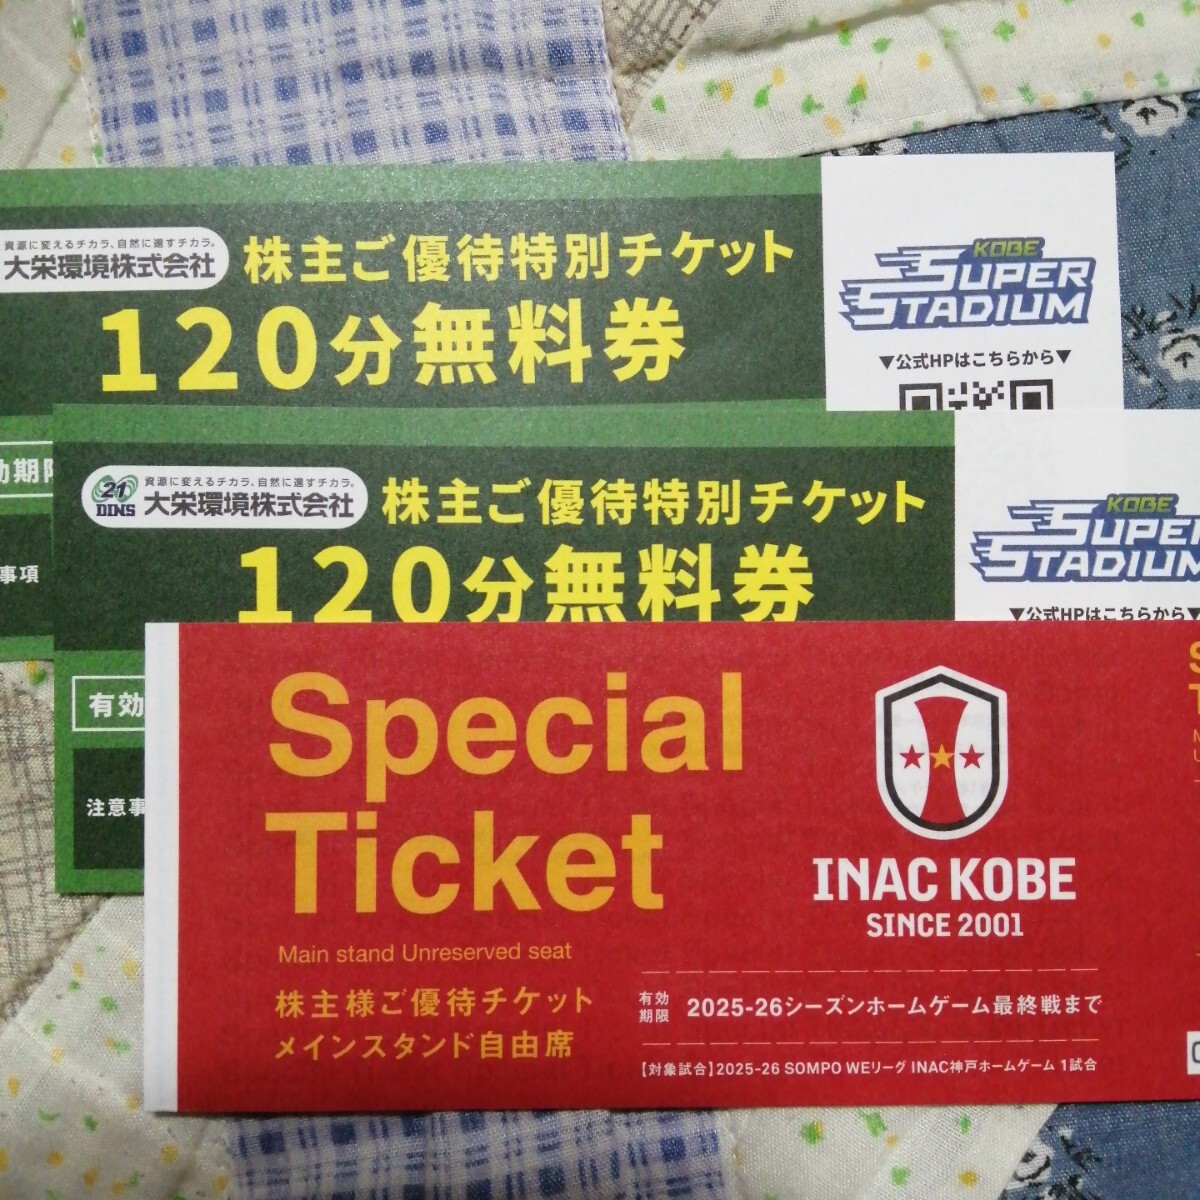 資源に変えるチカラ、自然に還すチカラ。
大栄環境株式会社
株主ご優待特別チケット
120分無料券
KOBE
SUPER
STADIUM
▼公式HPはこちらから▼
効期限
事項
21
DINS
資源に変えるチカラ、自然に還すチカラ。
大栄環境株式会社
株主ご優待特別チケット
120分無料券
KOBE
SUPER
STADIUM
▼公式HPはこちらから▼
有効
注意事
Special
Ticket
Main stand Unreserved seat
株主様ご優待チケット
メインスタンド自由席
INAC KOBE
SINCE 2001
有効
期限
2025-26シーズンホームゲーム最終戦まで
【対象試合】2025-26 SOMPO WEリーグ INAC神戸ホームゲーム 1試合